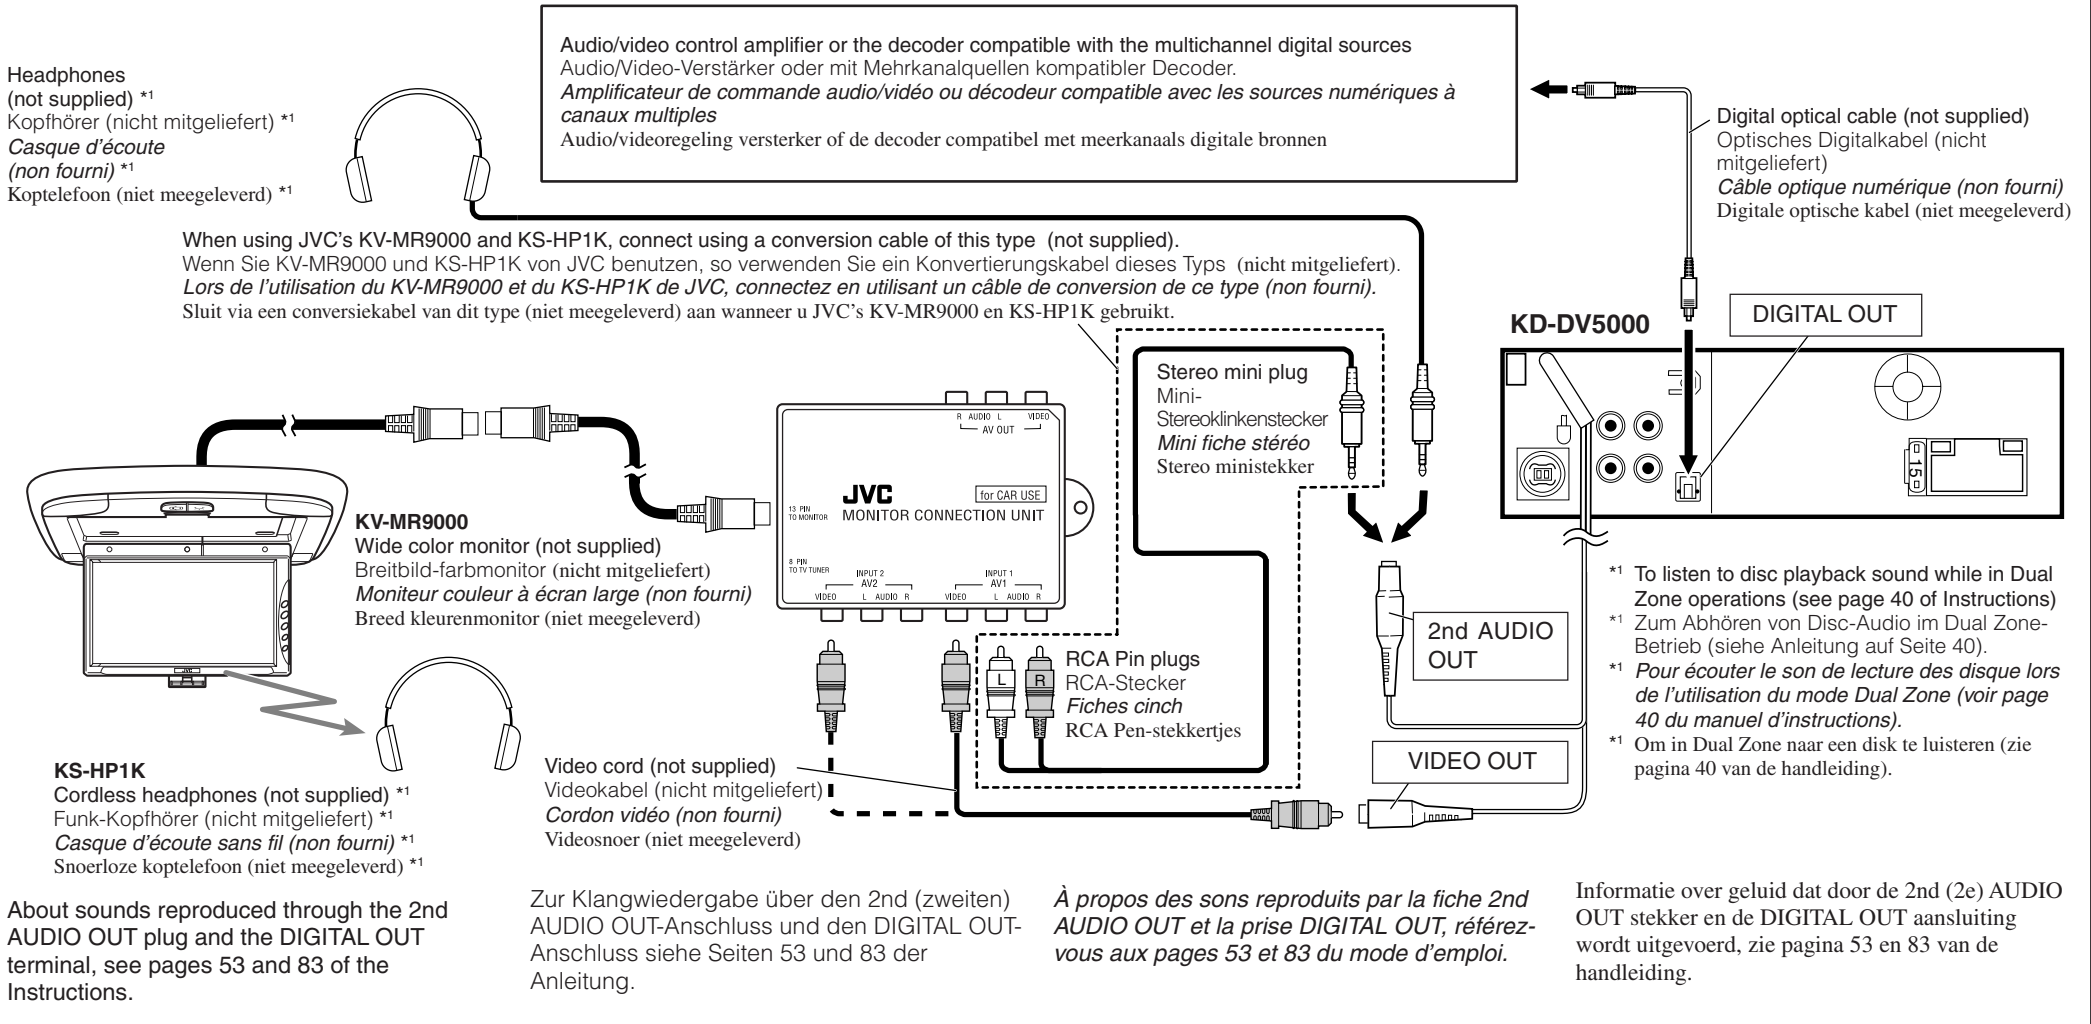 Audio/video control amplifier or the decoder compatible with the multichannel digital sources
Audio/Video-Verstärker oder mit Mehrkanalquellen kompatibler Decoder.
Amplificateur de commande audio/vidéo ou décodeur compatible avec les sources numériques à
canaux multiples
Audio/videoregeling versterker of de decoder compatibel met meerkanaals digitale bronnen
Headphones
(not supplied) *1
Kopfhörer (nicht mitgeliefert) *1
Casque d'écoute
(non fourni) *1
Koptelefoon (niet meegeleverd) *1
Digital optical cable (not supplied)
Optisches Digitalkabel (nicht
mitgeliefert)
Câble optique numérique (non fourni)
Digitale optische kabel (niet meegeleverd)
When using JVC's KV-MR9000 and KS-HP1K, connect using a conversion cable of this type (not supplied).
Wenn Sie KV-MR9000 und KS-HP1K von JVC benutzen, so verwenden Sie ein Konvertierungskabel dieses Typs (nicht mitgeliefert).
Lors de l'utilisation du KV-MR9000 et du KS-HP1K de JVC, connectez en utilisant un câble de conversion de ce type (non fourni).
Sluit via een conversiekabel van dit type (niet meegeleverd) aan wanneer u JVC's KV-MR9000 en KS-HP1K gebruikt.
KD-DV5000
DIGITAL OUT
15
Stereo mini plug
Mini-
Stereoklinkenstecker
Mini fiche stéréo
Stereo ministekker
R AUDIO L VIDEO
AV OUT
JVC
for CAR USE
MONITOR CONNECTION UNIT
13 PIN
TO MONITOR
8 PIN
TO TV TUNER
INPUT 2
AV2
VIDEO L AUDIO R
INPUT 1
AV1
VIDEO L AUDIO R
KV-MR9000
Wide color monitor (not supplied)
Breitbild-farbmonitor (nicht mitgeliefert)
Moniteur couleur à écran large (non fourni)
Breed kleurenmonitor (niet meegeleverd)
JVC
L
R
RCA Pin plugs
RCA-Stecker
Fiches cinch
RCA Pen-stekkertjes
2nd AUDIO
OUT
VIDEO OUT
*1 To listen to disc playback sound while in Dual
Zone operations (see page 40 of Instructions)
*1 Zum Abhören von Disc-Audio im Dual Zone-
Betrieb (siehe Anleitung auf Seite 40).
*1 Pour écouter le son de lecture des disque lors
de l'utilisation du mode Dual Zone (voir page
40 du manuel d'instructions).
*1 Om in Dual Zone naar een disk te luisteren (zie
pagina 40 van de handleiding).
KS-HP1K
Cordless headphones (not supplied) *1
Funk-Kopfhörer (nicht mitgeliefert) *1
Casque d'écoute sans fil (non fourni) *1
Snoerloze koptelefoon (niet meegeleverd) *1
Video cord (not supplied)
Videokabel (nicht mitgeliefert)
Cordon vidéo (non fourni)
Videosnoer (niet meegeleverd)
About sounds reproduced through the 2nd
AUDIO OUT plug and the DIGITAL OUT
terminal, see pages 53 and 83 of the
Instructions.
Zur Klangwiedergabe über den 2nd (zweiten)
AUDIO OUT-Anschluss und den DIGITAL OUT-
Anschluss siehe Seiten 53 und 83 der
Anleitung.
À propos des sons reproduits par la fiche 2nd
AUDIO OUT et la prise DIGITAL OUT, référez-
vous aux pages 53 et 83 du mode d'emploi.
Informatie over geluid dat door de 2nd (2e) AUDIO
OUT stekker en de DIGITAL OUT aansluiting
wordt uitgevoerd, zie pagina 53 en 83 van de
handleiding.